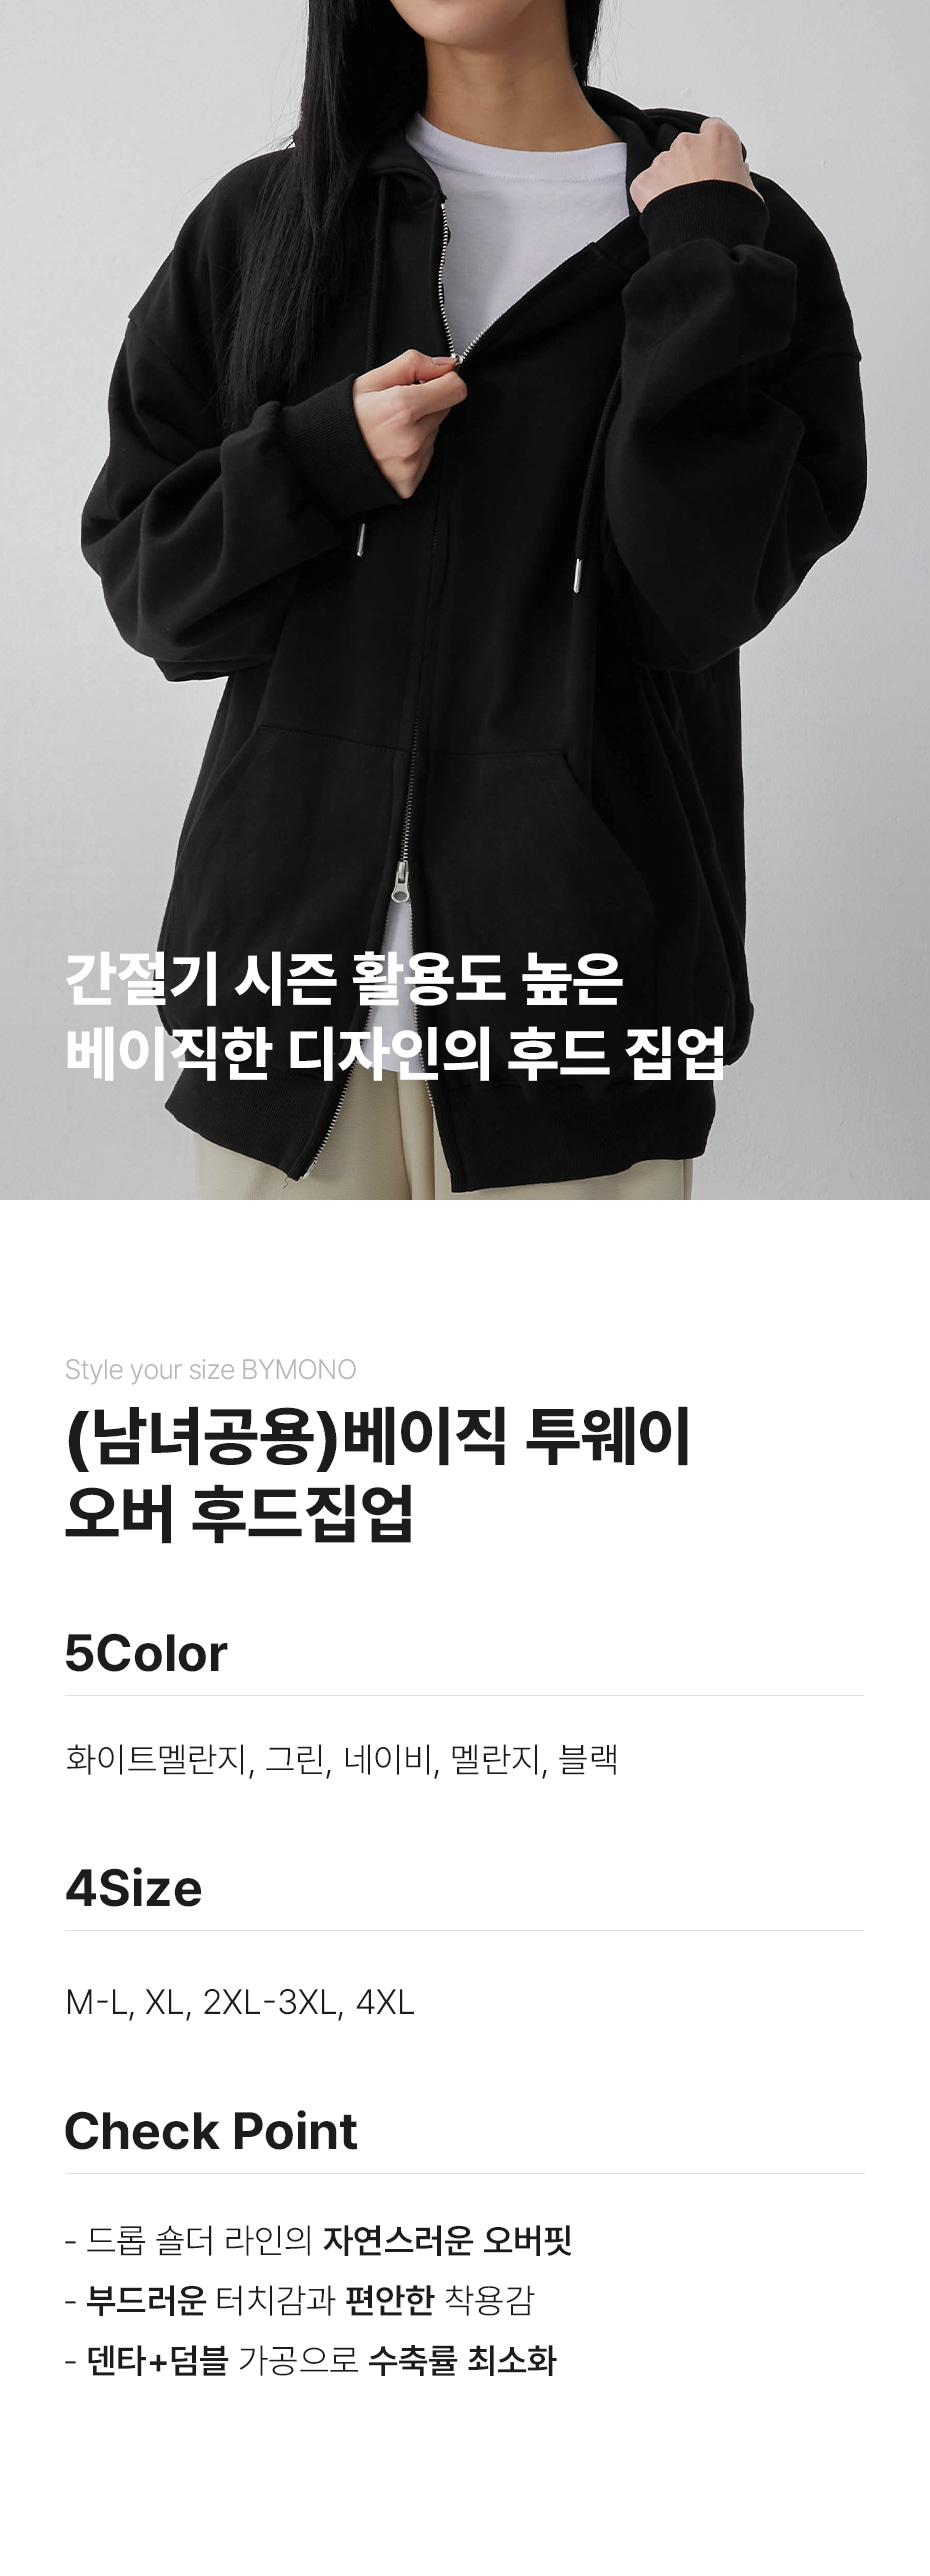 간절기 시즌 활용도 높은
베이직한 디자인의 후드 집업
Style your size BYMONO
(남녀공용)베이직 투웨이
오버 후드집업
5Color
화이트멜란지, 그린, 네이비, 멜란지, 블랙
4Size
M-L, XL, 2XL-3XL, 4XL
Check Point
- 드롭 숄더 라인의 자연스러운 오버핏
- 부드러운 터치감과 편안한 착용감
- 덴타+덤블 가공으로 수축률 최소화